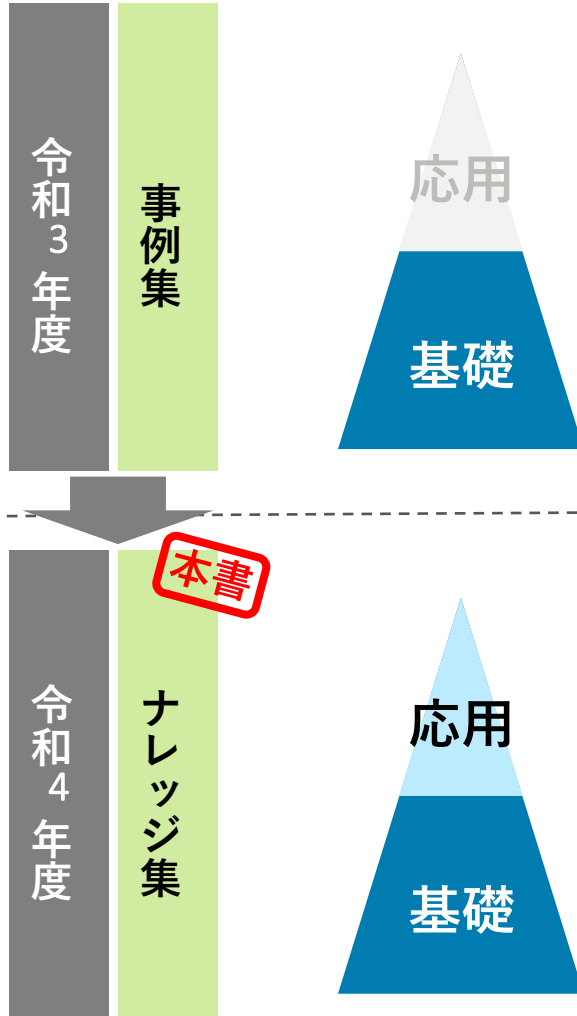 令和3年度
事例集
応用
基礎
本書
令和4年度
ナレッジ集
応用
基礎